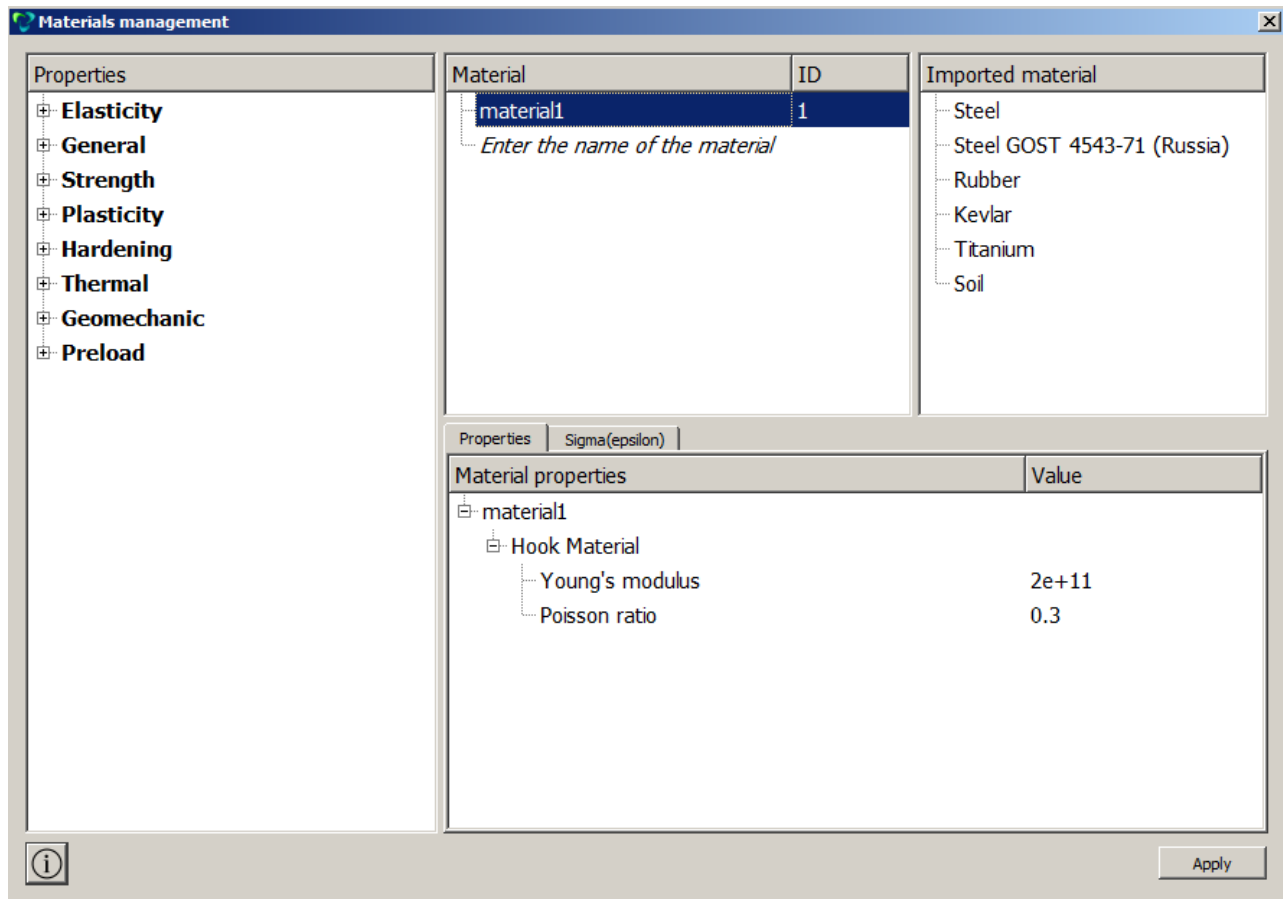 Materials management
Properties
Elasticity
General
Strength
Plasticity
Hardening
Thermal
Geomechanic
Preload
Material ID
material1 1
Enter the name of the material
Imported material
Steel
Steel GOST 4543-71 (Russia)
Rubber
Kevlar
Titanium
Soil
Properties Sigma(epsilon)
Material properties Value
material1
Hook Material
Young's modulus 2e+11
Poisson ratio 0.3
Apply